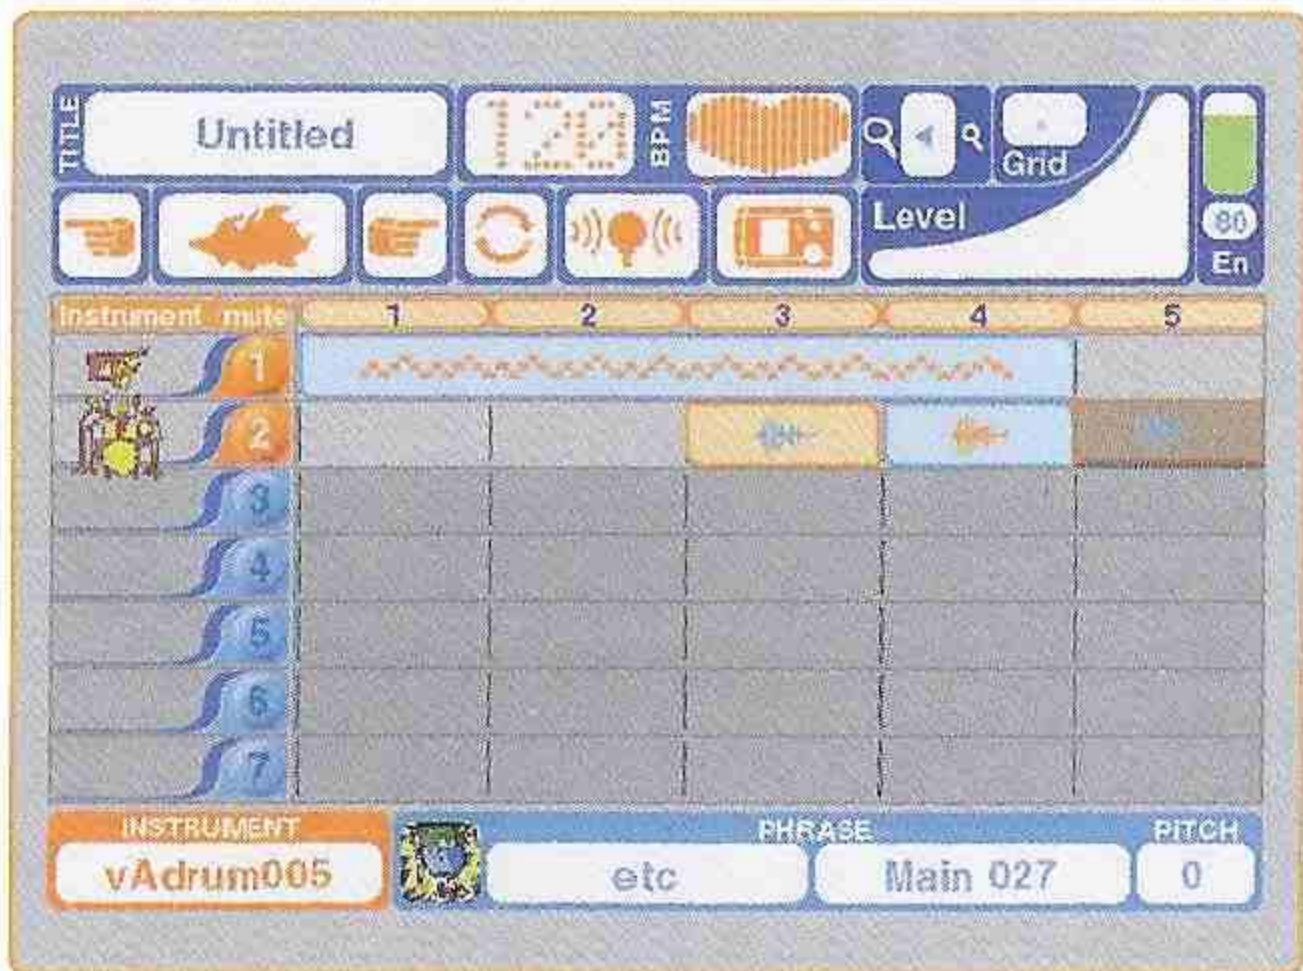 TITLE Untitled 120 BPM
Grid
Level
80
En
Instrument mute 1 2 3 4 5
1
2
3
4
5
6
7
INSTRUMENT PHRASE PITCH
vAdrum005 etc Main 027 0